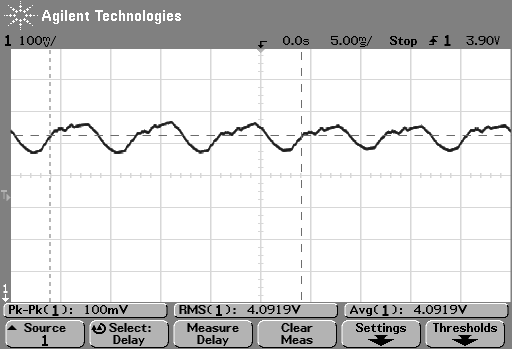 Agilent Technologies
1 100m/ 0.0s 5.00m/ Stop 1 3.90V
T
1
Pk-Pk(1): 100mV RMS(1): 4.0919V Avg(1): 4.0919V
Source Select: Measure Clear Settings Thresholds
1 Delay Delay Meas